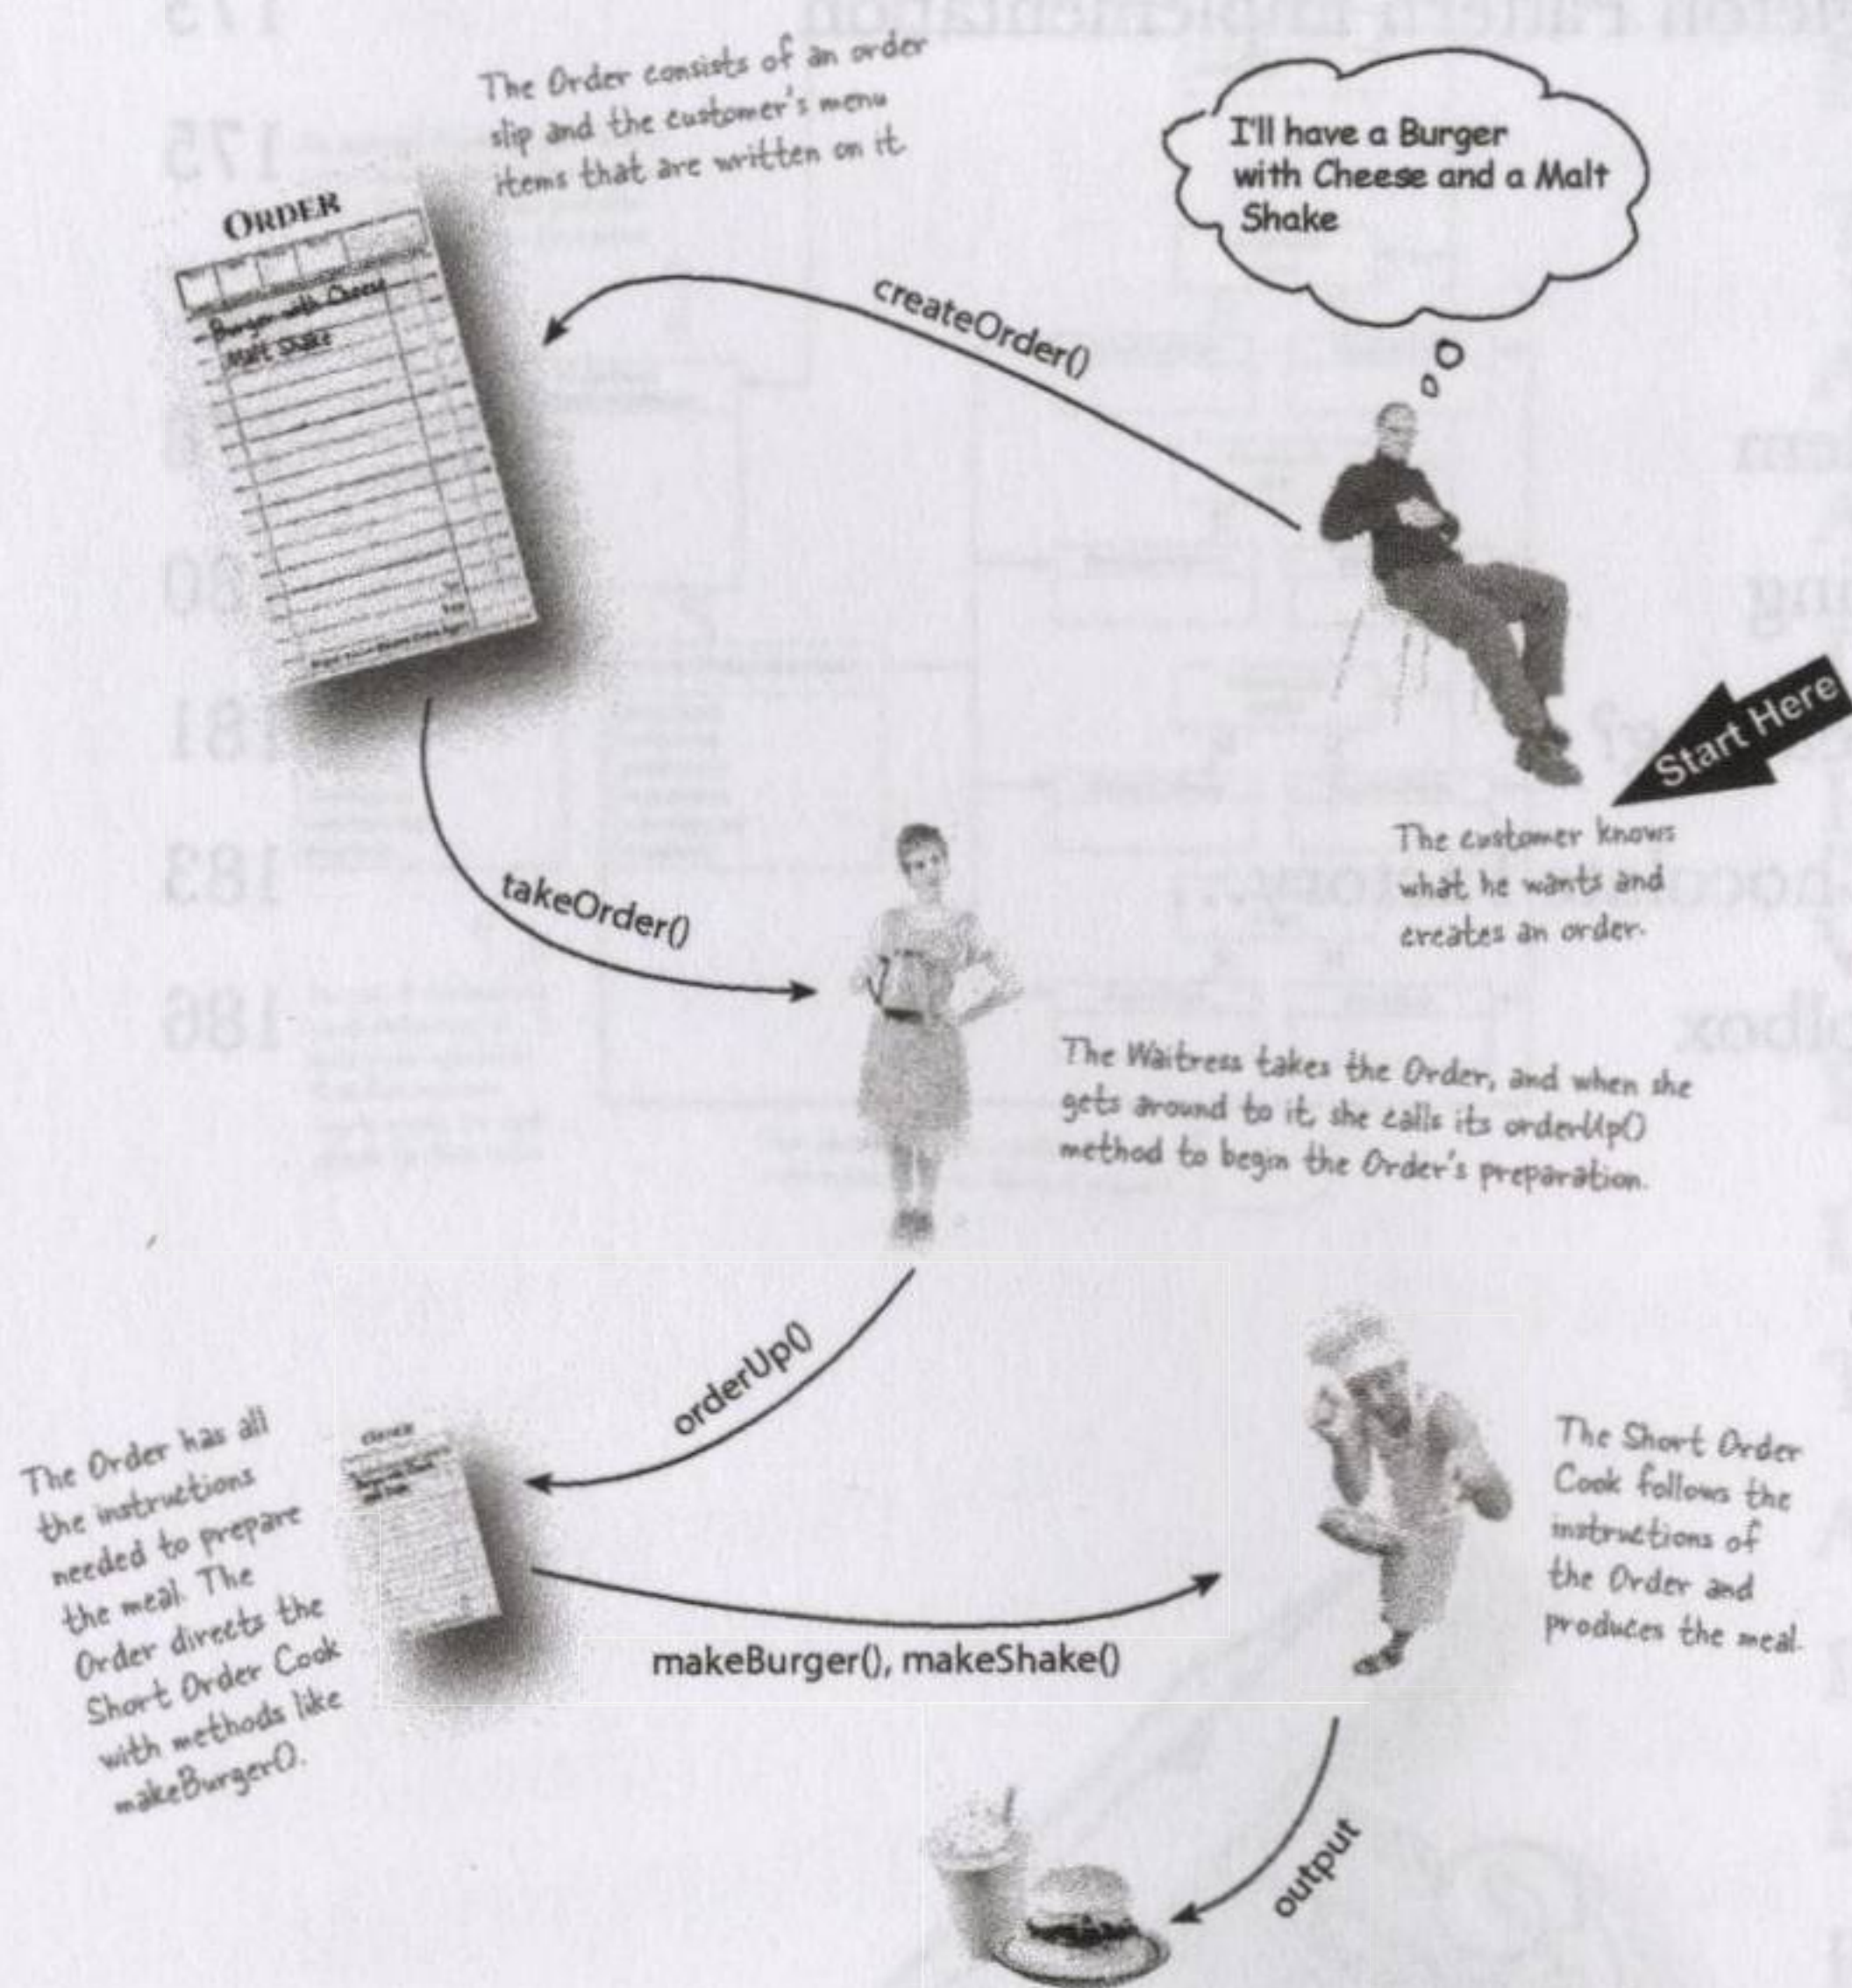 The Order consists of an order
slip and the customer's menu
items that are written on it.
I'll have a Burger
with Cheese and a Malt
Shake
ORDER
Burger with Cheese
Malt Shake
createOrder()
Start Here
The customer knows
what he wants and
creates an order.
takeOrder()
The Waitress takes the Order, and when she
gets around to it, she calls its orderUp()
method to begin the Order's preparation.
orderUp()
The Order has all
the instructions
needed to prepare
the meal. The
Order directs the
Short Order Cook
with methods like
makeBurger().
ORDER
makeBurger(), makeShake()
The Short Order
Cook follows the
instructions of
the Order and
produces the meal.
output
175
181
183
186